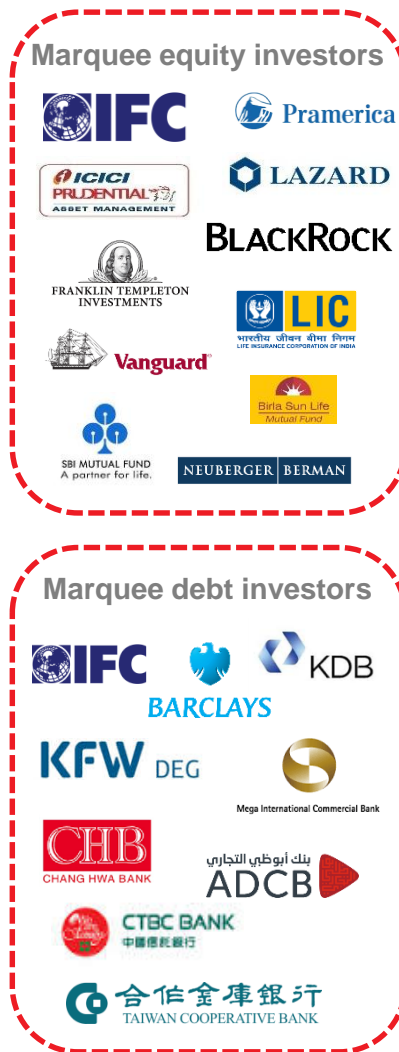 Marquee equity investors
IFC
Pramerica
ICICI
PRUDENTIAL
ASSET MANAGEMENT
LAZARD
BLACKROCK
FRANKLIN TEMPLETON
INVESTMENTS
LIC
भारतीय जीवन बीमा निगम
LIFE INSURANCE CORPORATION OF INDIA
Vanguard
Birla Sun Life
Mutual Fund
SBI MUTUAL FUND
A partner for life.
NEUBERGER BERMAN
Marquee debt investors
IFC
BARCLAYS
KDB
KFW DEG
Mega International Commercial Bank
CHB
CHANG HWA BANK
بنك أبوظبي التجاري
ADCB
CTBC BANK
中國信託銀行
合作金庫銀行
TAIWAN COOPERATIVE BANK